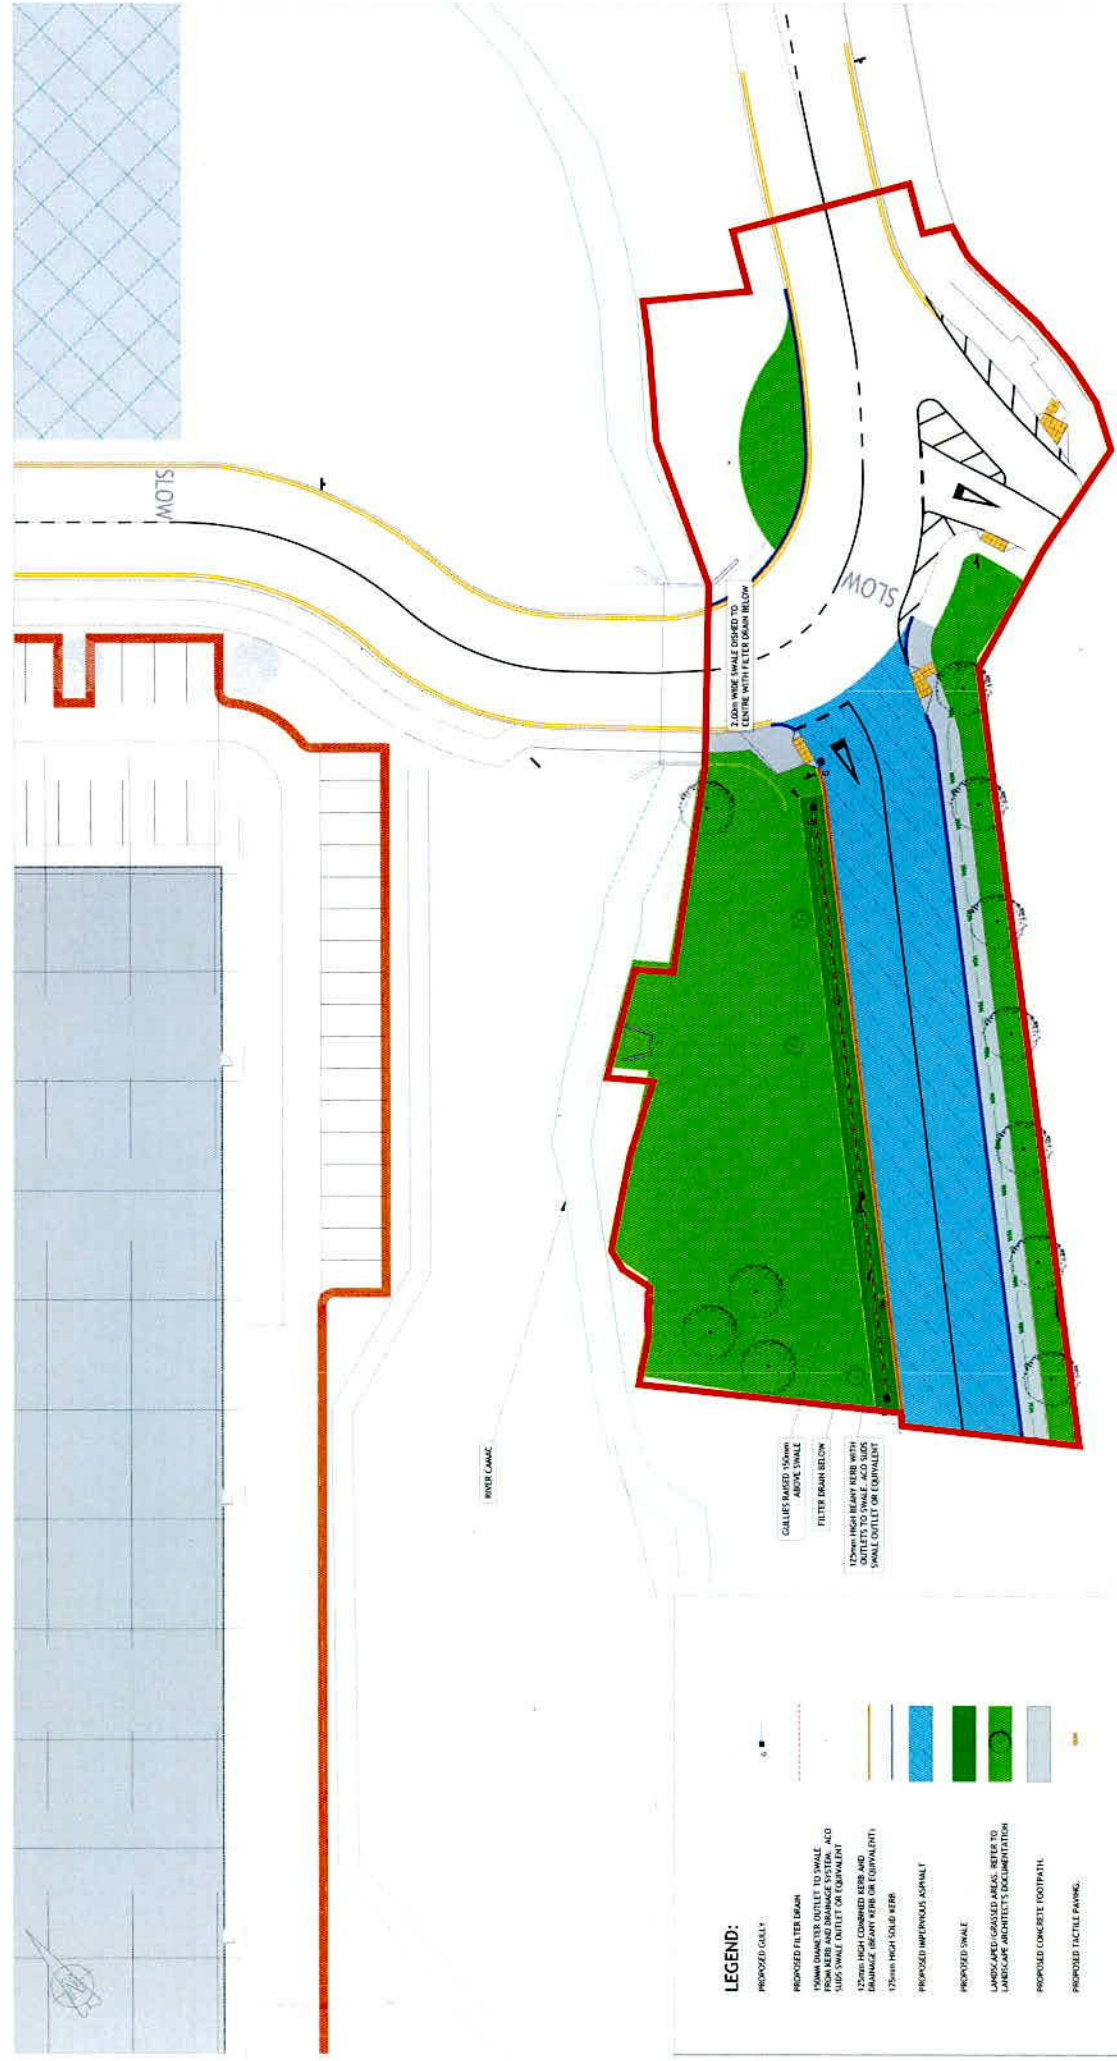 SLOW
SLOW
2.00m WIDE SWALE DISHED TO
CENTRE WITH FILTER DRAIN BELOW
RIVER CAMAC
GULLIES RAISED 150mm
ABOVE SWALE
FILTER DRAIN BELOW
125mm HIGH BEANY KERB WITH
OUTLETS TO SWALE. ACO SUDS
SWALE OUTLET OR EQUIVALENT
LEGEND:
PROPOSED GULLY
G
PROPOSED FILTER DRAIN
150MM DIAMETER OUTLET TO SWALE
FROM KERB AND DRAINAGE SYSTEM. ACO
SUDS SWALE OUTLET OR EQUIVALENT
125mm HIGH COMBINED KERB AND
DRAINAGE (BEANY KERB OR EQUIVALENT)
125mm HIGH SOLID KERB
PROPOSED IMPERVIOUS ASPHALT
PROPOSED SWALE
LANDSCAPED/GRASSED AREAS. REFER TO
LANDSCAPE ARCHITECT'S DOCUMENTATION
PROPOSED CONCRETE FOOTPATH.
PROPOSED TACTILE PAVING.